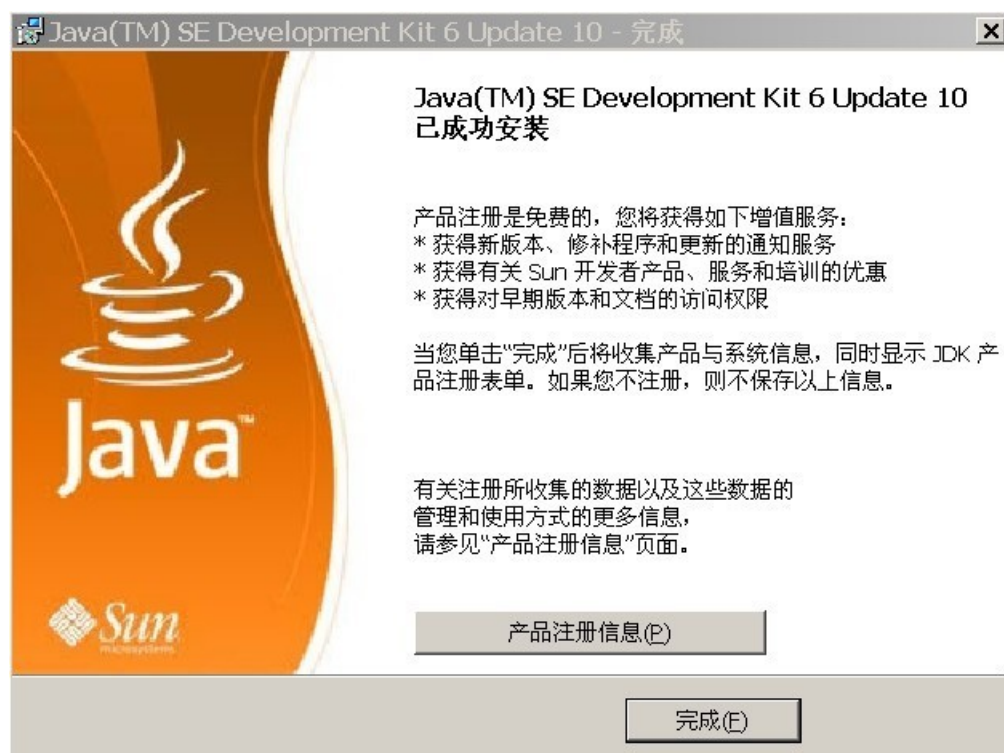 Java(TM) SE Development Kit 6 Update 10 - 完成
Java(TM) SE Development Kit 6 Update 10
已成功安装
产品注册是免费的，您将获得如下增值服务：
* 获得新版本、修补程序和更新的通知服务
* 获得有关 Sun 开发者产品、服务和培训的优惠
* 获得对早期版本和文档的访问权限
当您单击“完成”后将收集产品与系统信息，同时显示 JDK 产
品注册表单。如果您不注册，则不保存以上信息。
Java™
有关注册所收集的数据以及这些数据的
管理和使用方式的更多信息，
请参见“产品注册信息”页面。
Sun
microsystems
产品注册信息(P)
完成(F)